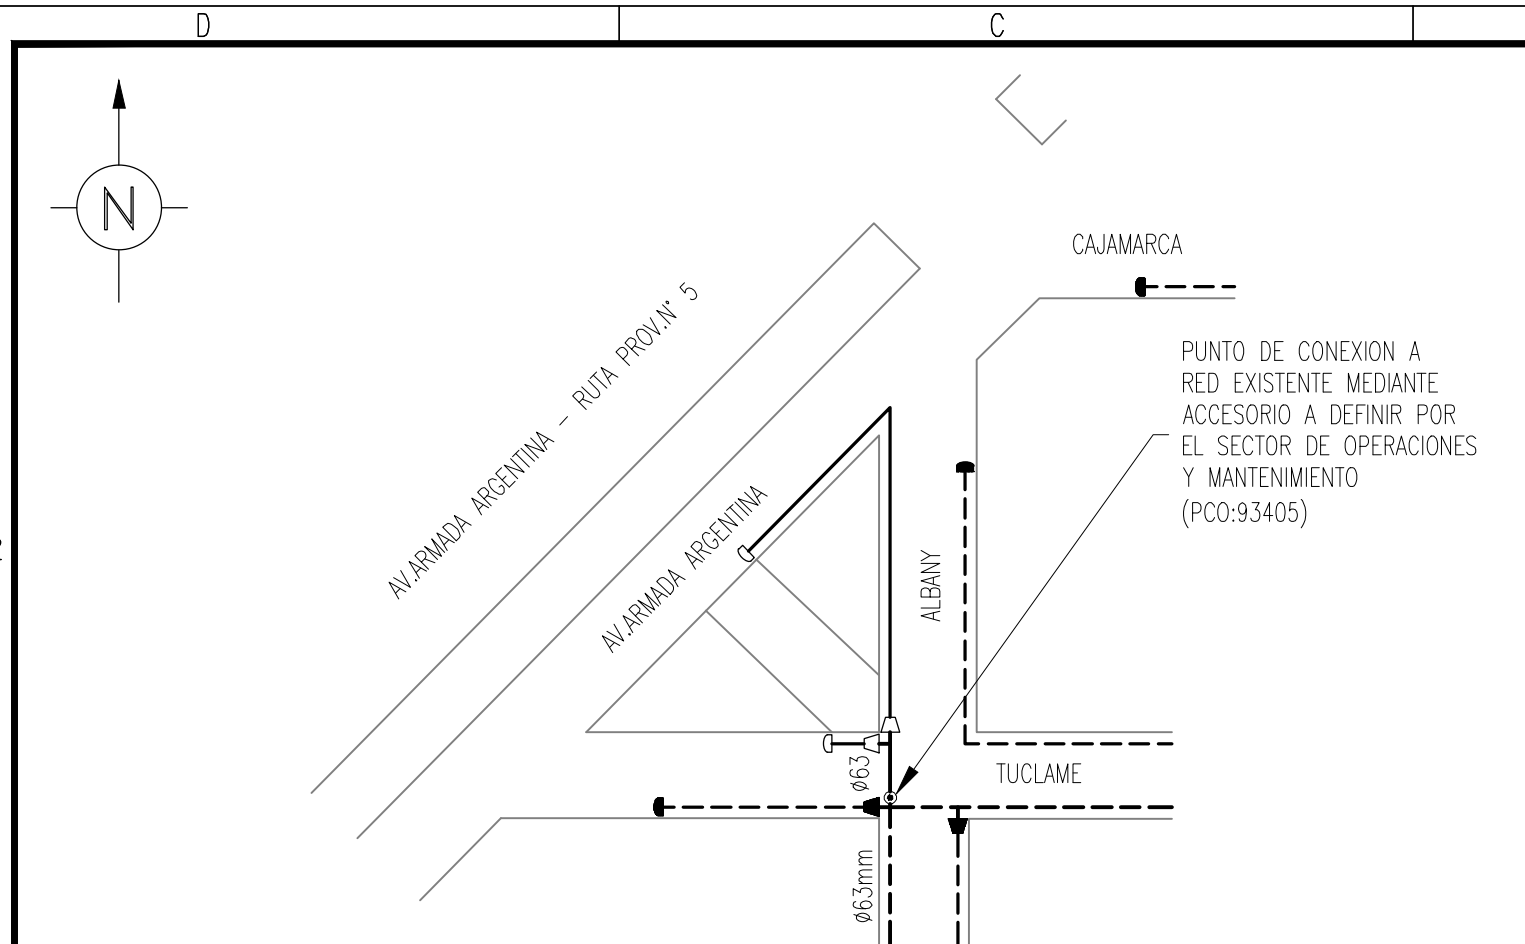 D
C
N
CAJAMARCA
AV.ARMADA ARGENTINA - RUTA PROV.N° 5
PUNTO DE CONEXION A
RED EXISTENTE MEDIANTE
ACCESORIO A DEFINIR POR
EL SECTOR DE OPERACIONES
Y MANTENIMIENTO
(PCO:93405)
AV.ARMADA ARGENTINA
ALBANY
ø63
TUCLAME
ø63mm